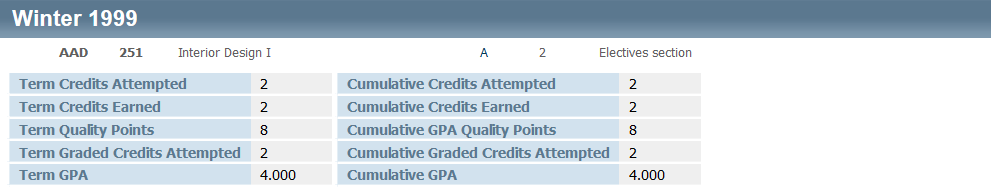 Winter 1999
AAD 251 Interior Design I A 2 Electives section
Term Credits Attempted 2 Cumulative Credits Attempted 2
Term Credits Earned 2 Cumulative Credits Earned 2
Term Quality Points 8 Cumulative GPA Quality Points 8
Term Graded Credits Attempted 2 Cumulative Graded Credits Attempted 2
Term GPA 4.000 Cumulative GPA 4.000